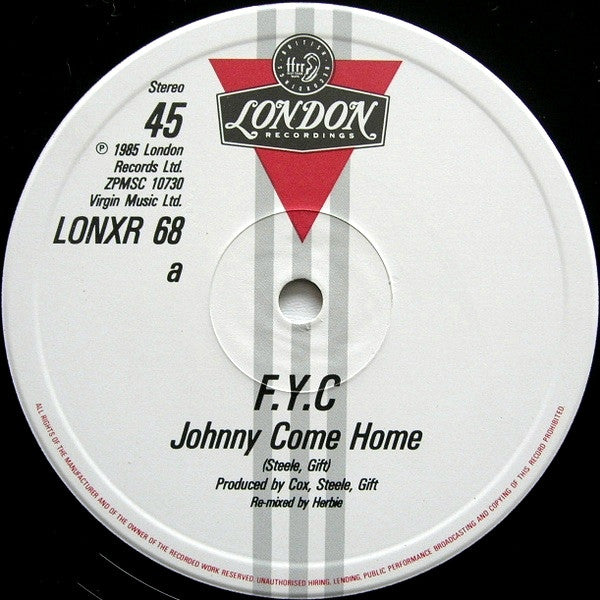 BRITISH
ffrr
RECORDINGS
LONDON
RECORDINGS
Stereo
45
℗ 1985 London
Records Ltd.
ZPMSC 10730
Virgin Music Ltd.
LONXR 68
a
F.Y.C
Johnny Come Home
(Steele, Gift)
Produced by Cox, Steele, Gift
Re-mixed by Herbie
ALL RIGHTS OF THE MANUFACTURER AND OF THE OWNER OF THE RECORDED WORK RESERVED. UNAUTHORISED HIRING, LENDING, PUBLIC PERFORMANCE BROADCASTING AND COPYING OF THIS RECORD PROHIBITED